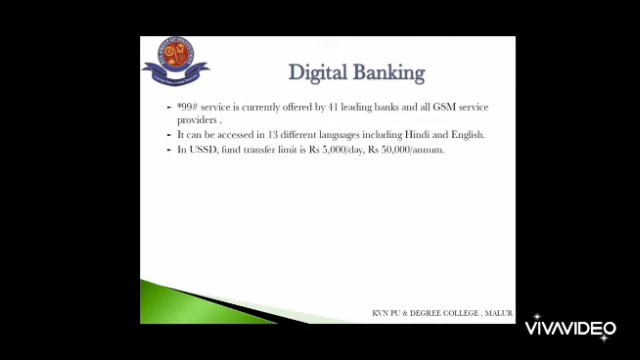 Digital Banking
*99# service is currently offered by 41 leading banks and all GSM service
providers .
It can be accessed in 13 different languages including Hindi and English.
In USSD, fund transfer limit is Rs 5,000/day, Rs 50,000/annum.
KVN PU & DEGREE COLLEGE , MALUR
VIVAVIDEO